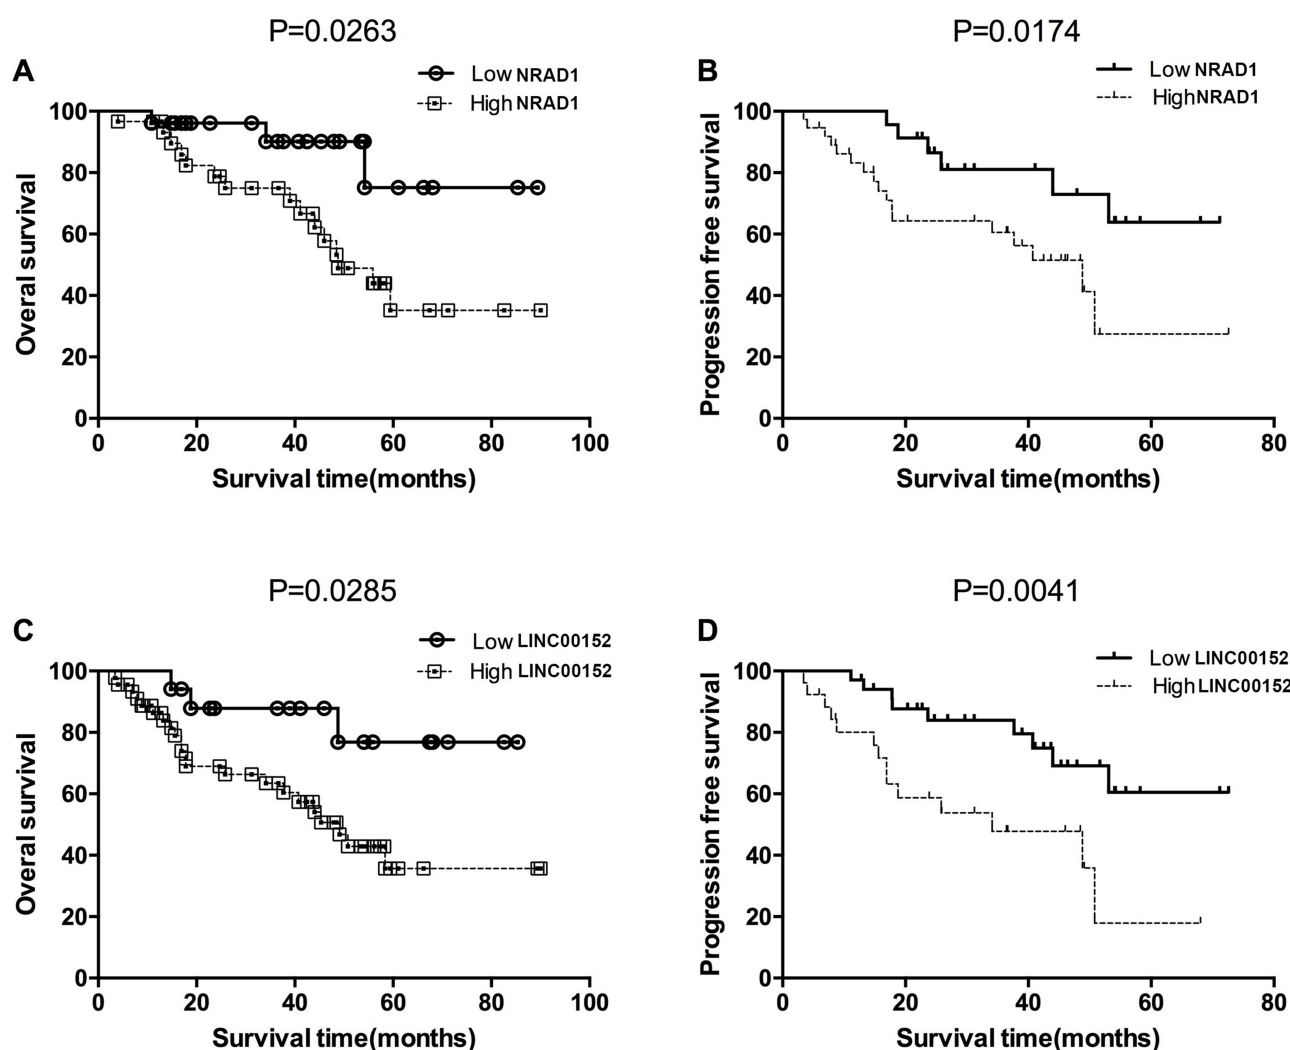 P=0.0263
A
Low NRAD1
High NRAD1
Overal survival
100
80
60
40
20
0
0 20 40 60 80 100
Survival time(months)
P=0.0174
B
Low NRAD1
HighNRAD1
Progression free survival
100
80
60
40
20
0
0 20 40 60 80
Survival time(months)
P=0.0285
C
Low LINC00152
High LINC00152
Overal survival
100
80
60
40
20
0
0 20 40 60 80 100
Survival time(months)
P=0.0041
D
Low LINC00152
High LINC00152
Progression free survival
100
80
60
40
20
0
0 20 40 60 80
Survival time(months)